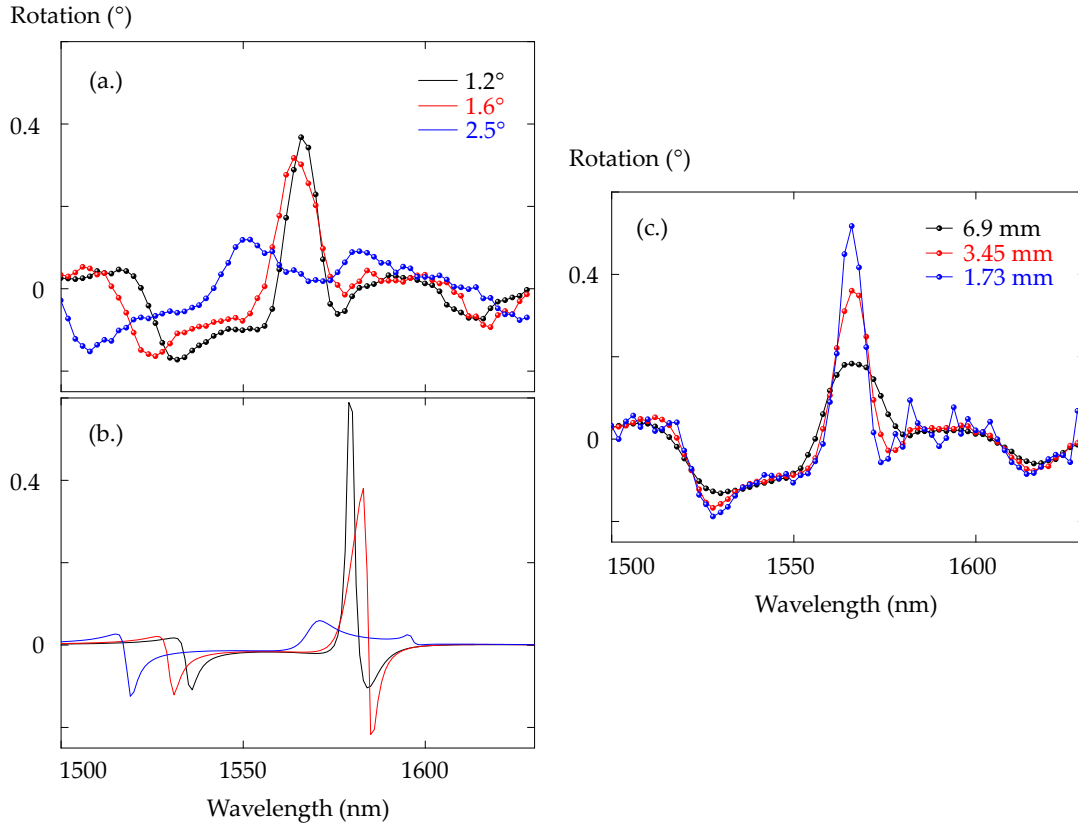 Rotation (°)
(a.)
1.2°
1.6°
2.5°
0.4
0
(b.)
0.4
0
1500
1550
1600
Wavelength (nm)
Rotation (°)
(c.)
6.9 mm
3.45 mm
1.73 mm
0.4
0
1500
1550
1600
Wavelength (nm)